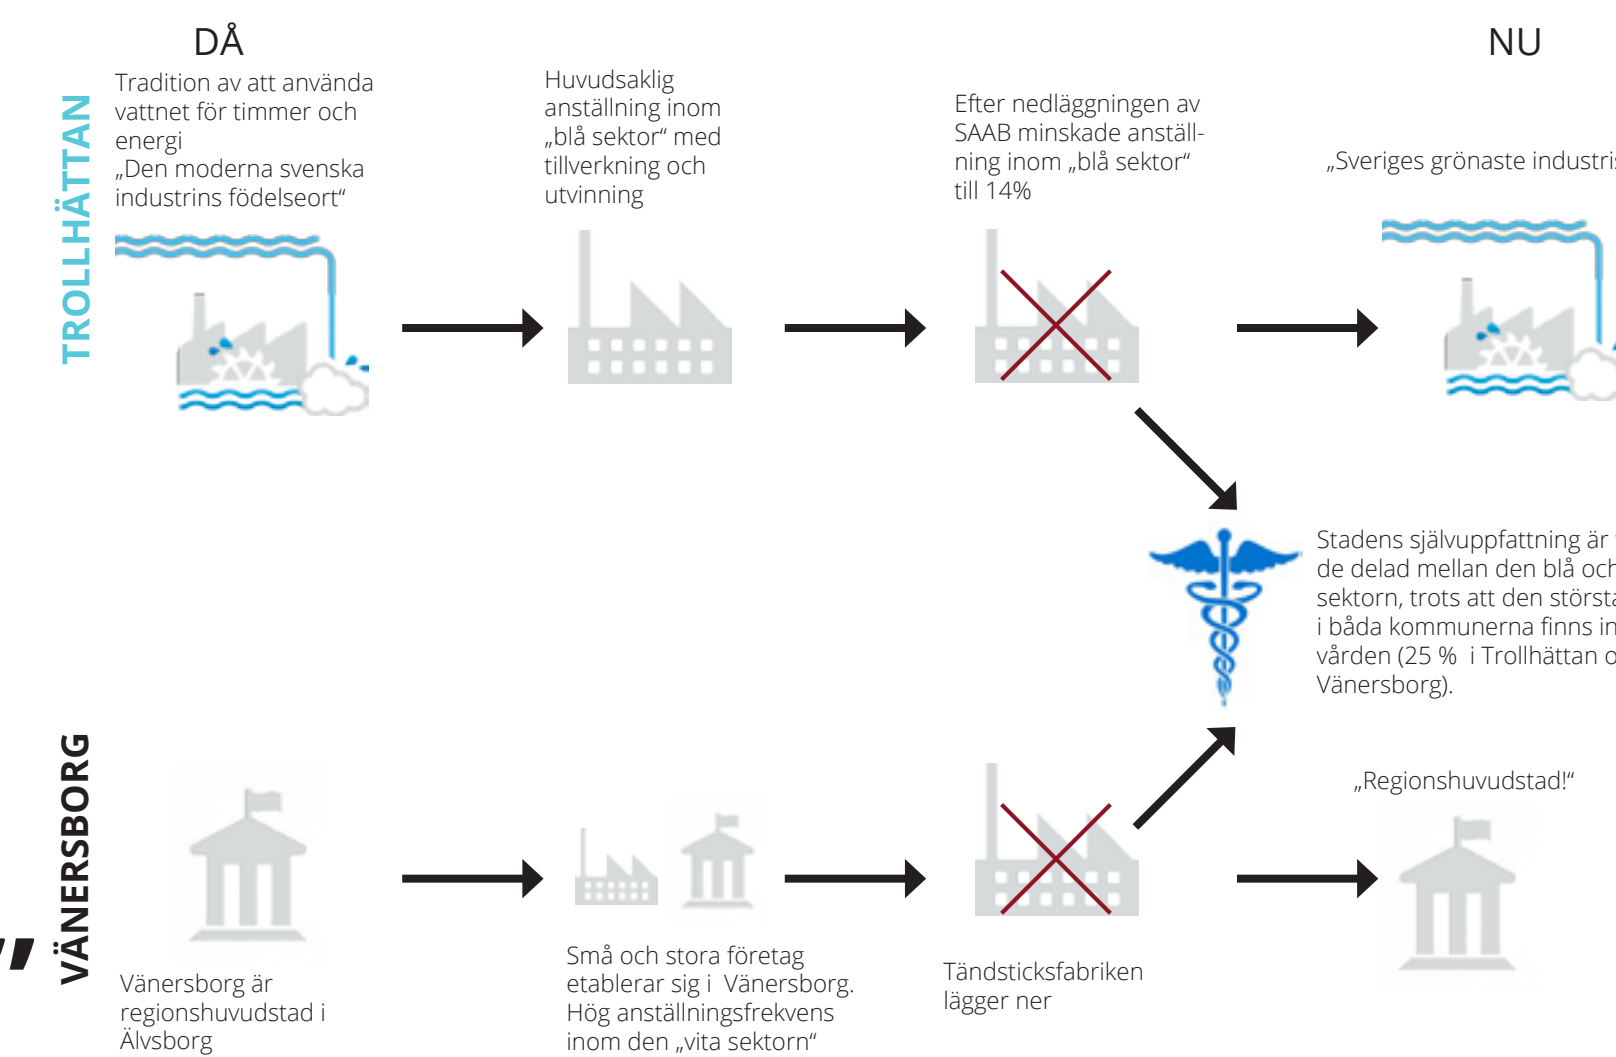 DÅ
NU
TROLLHÄTTAN
Tradition av att använda
vattnet för timmer och
energi
„Den moderna svenska
industrins födelseort“
Huvudsaklig
anställning inom
„blå sektor“ med
tillverkning och
utvinning
Efter nedläggningen av
SAAB minskade anställ-
ning inom „blå sektor“
till 14%
„Sveriges grönaste
Stadens självuppfattning är
de delad mellan den blå och
sektorn, trots att den största
i båda kommunerna finns
vården (25 % i Trollhättan
Vänersborg).
VÄNERSBORG
”
Vänersborg är
regionshuvudstad i
Älvsborg
Små och stora företag
etablerar sig i Vänersborg.
Hög anställningsfrekvens
inom den „vita sektorn“
Tändsticksfabriken
lägger ner
„Regionshuvudstad!“